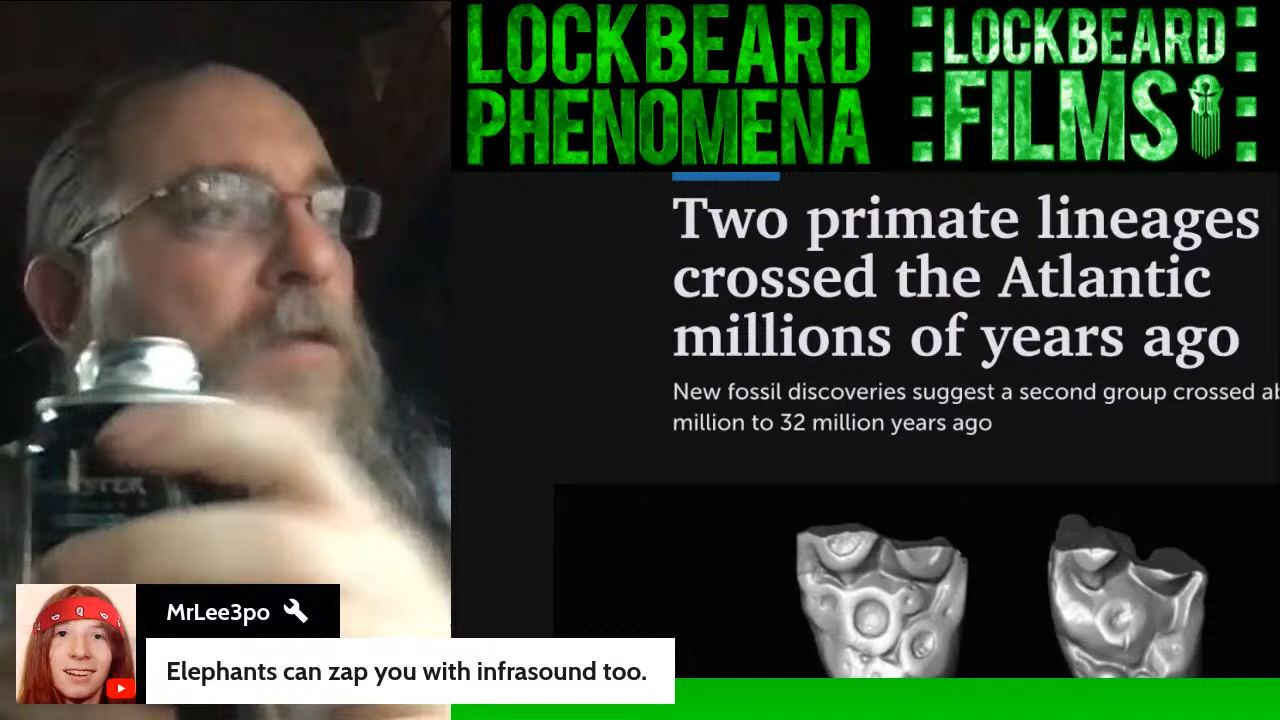 LOCKBEARD
PHENOMENA
LOCKBEARD
FILMS
Two primate lineages
crossed the Atlantic
millions of years ago
New fossil discoveries suggest a second group crossed
million to 32 million years ago
MrLee3po
Elephants can zap you with infrasound too.